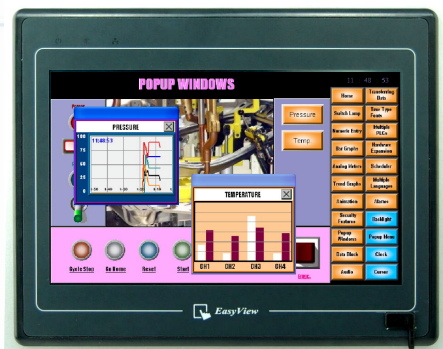 POPUP WINDOWS
11 : 48 : 53
PRESSURE
11:48:53
100
75
50
25
0
Pressure
Temp.
TEMPERATURE
CH1 CH2 CH3 CH4
Cycle Stop
Go Home
Reset
Start
Home
Transferring Data
Switch Lamp
True Type Fonts
Numeric Entry
Multiple PLCs
Bar Graphs
Hardware Expansion
Analog Meters
Scheduler
Trend Graphs
Multiple Languages
Animation
Alarms
Security Features
Backlight
Popup Windows
Popup Menu
Data Block
Clock
Audio
Cursor
EasyView